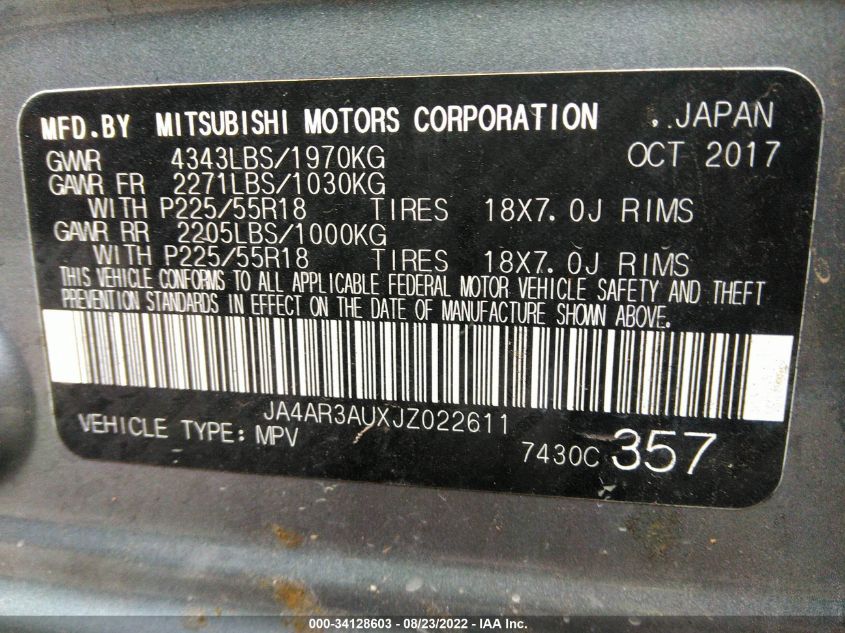 MFD.BY MITSUBISHI MOTORS CORPORATION , JAPAN
GVWR 4343LBS/1970KG OCT 2017
GAWR FR 2271LBS/1030KG
WITH P225/55R18 TIRES 18X7.0J RIMS
GAWR RR 2205LBS/1000KG
WITH P225/55R18 TIRES 18X7.0J RIMS
THIS VEHICLE CONFORMS TO ALL APPLICABLE FEDERAL MOTOR VEHICLE SAFETY AND THEFT
PREVENTION STANDARDS IN EFFECT ON THE DATE OF MANUFACTURE SHOWN ABOVE.
JA4AR3AUXJZ022611
VEHICLE TYPE: MPV 7430C 357
000-34128603 - 08/23/2022 - IAA Inc.